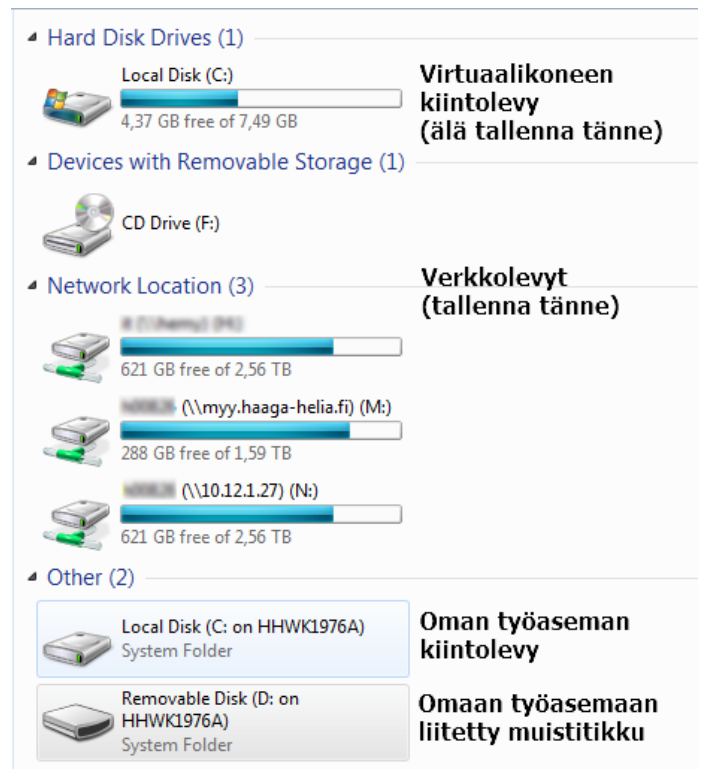 Hard Disk Drives (1)
Local Disk (C:)
4,37 GB free of 7,49 GB
Virtuaalikoneen
kiintolevy
(älä tallenna tänne)
Devices with Removable Storage (1)
CD Drive (F:)
Network Location (3)
Verkkolevyt
(tallenna tänne)
621 GB free of 2,56 TB
(\\myy.haaga-helia.fi) (M:)
288 GB free of 1,59 TB
(\\10.12.1.27) (N:)
621 GB free of 2,56 TB
Other (2)
Local Disk (C: on HHWK1976A)
System Folder
Oman työaseman
kiintolevy
Removable Disk (D: on
HHWK1976A)
System Folder
Omaan työasemaan
liitetty muistitikku